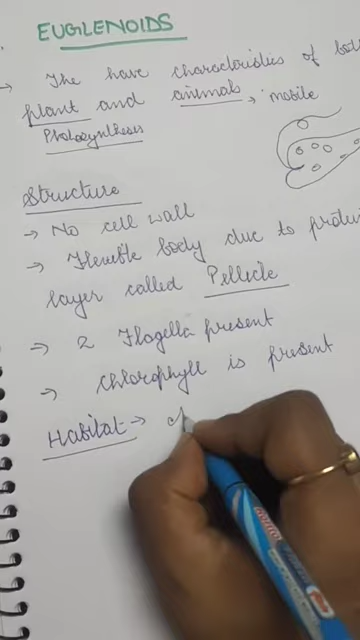 EUGLENOIDS
→ The have characteristics of both
plant and animals → mobile
Photosynthesis
Structure
→ No cell wall
→ Flexible body due to protein
layer called Pellicle
→ 2 Flagella present
→ Chlorophyll is present
Habitat →